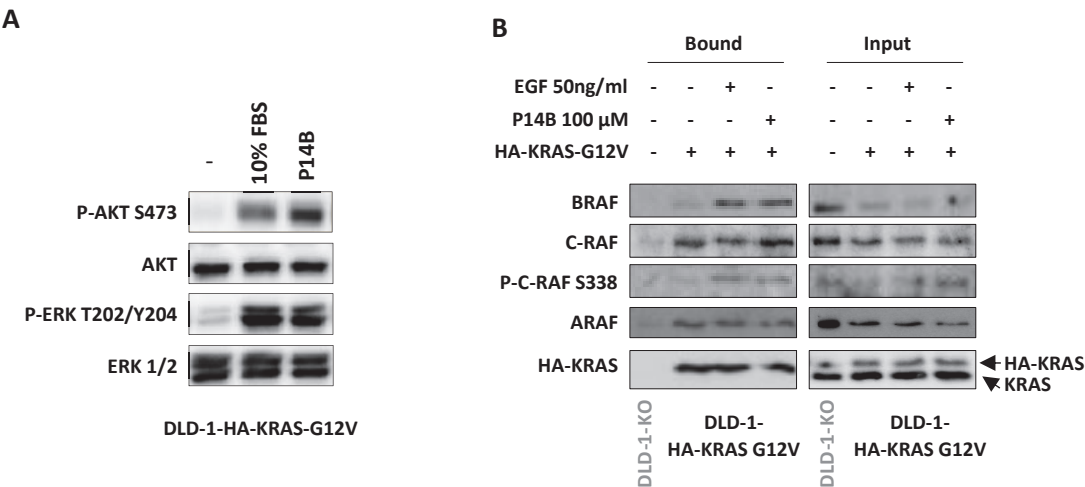 A
-
10% FBS
P14B
P-AKT S473
AKT
P-ERK T202/Y204
ERK 1/2
DLD-1-HA-KRAS-G12V
B
Bound Input
EGF 50ng/ml - - + - - - + -
P14B 100 µM - - - + - - - +
HA-KRAS-G12V - + + + - + + +
BRAF
C-RAF
P-C-RAF S338
ARAF
HA-KRAS
HA-KRAS
KRAS
DLD-1-KO
DLD-1-
HA-KRAS G12V
DLD-1-KO
DLD-1-
HA-KRAS G12V